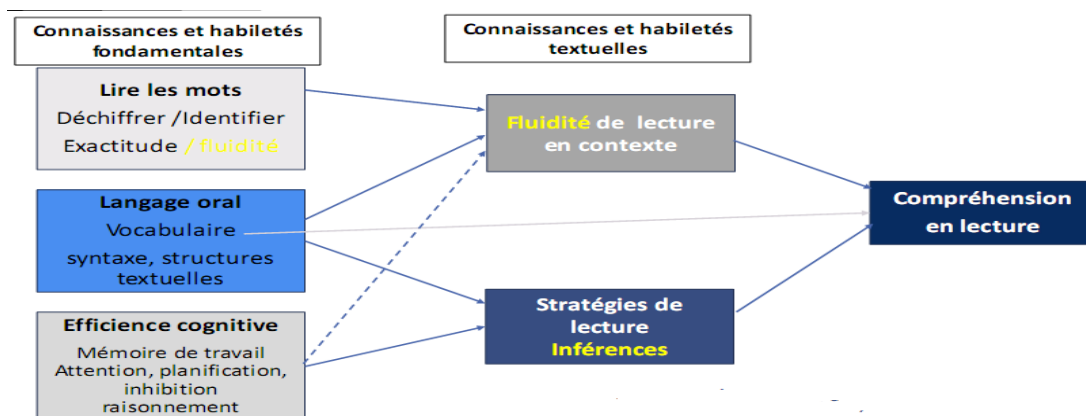 Connaissances et habiletés
fondamentales
Connaissances et habiletés
textuelles
Lire les mots
Déchiffrer /Identifier
Exactitude / fluidité
Langage oral
Vocabulaire
syntaxe, structures
textuelles
Efficience cognitive
Mémoire de travail
Attention, planification,
inhibition
raisonnement
Fluidité de lecture
en contexte
Stratégies de
lecture
Inférences
Compréhension
en lecture